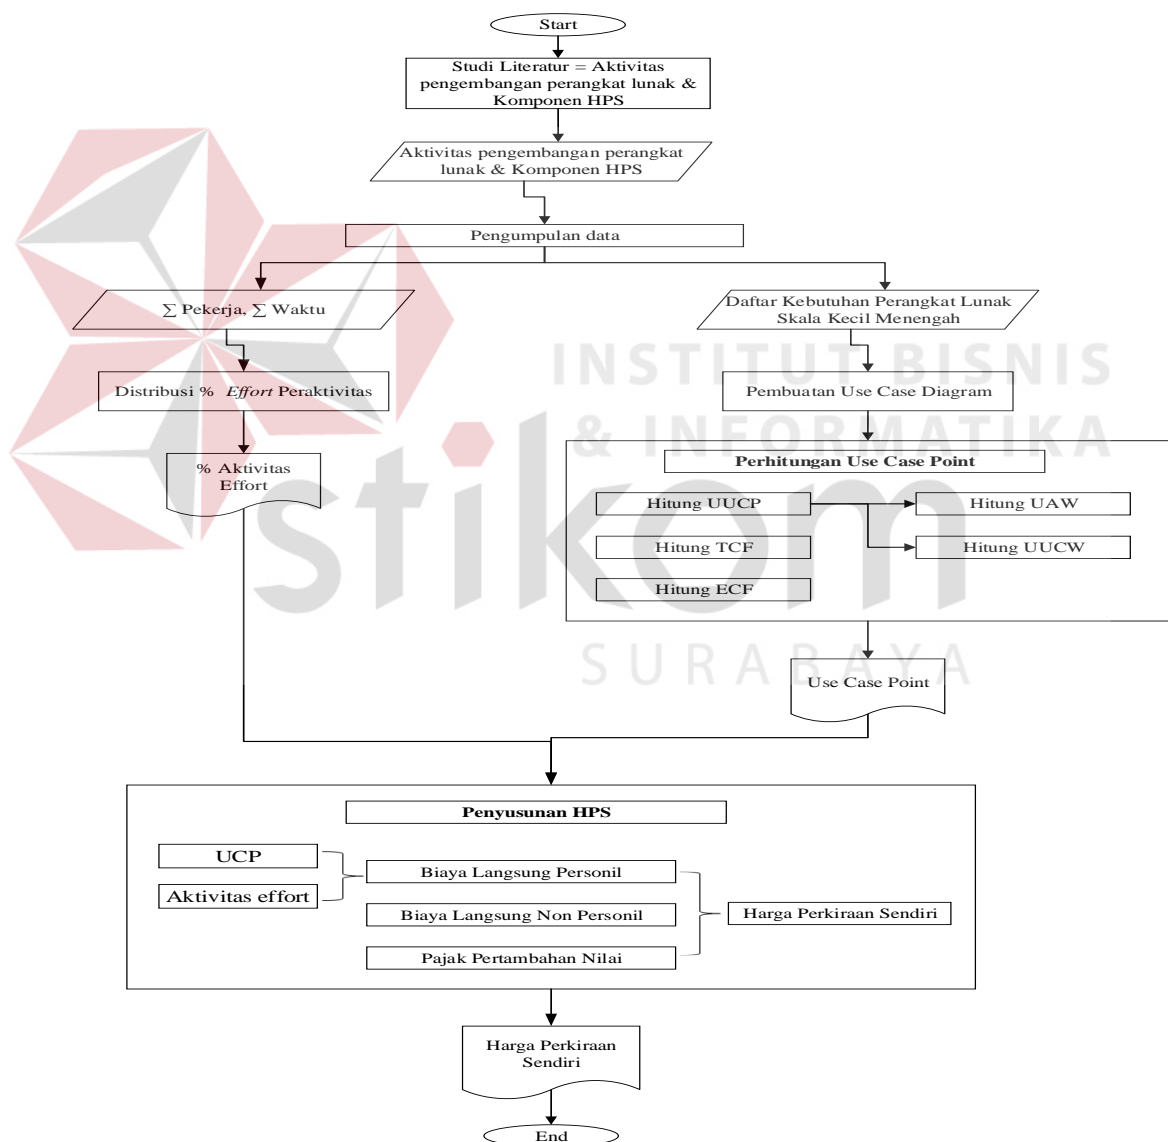 Start
Studi Literatur = Aktivitas
pengembangan perangkat lunak &
Komponen HPS
Aktivitas pengembangan perangkat
lunak & Komponen HPS
Pengumpulan data
∑ Pekerja, ∑ Waktu
Daftar Kebutuhan Perangkat Lunak
Skala Kecil Menengah
Distribusi % Effort Peraktivitas
Pembuatan Use Case Diagram
INSTITUT BISNIS
& INFORMATIKA
stikom
SURABAYA
% Aktivitas
Effort
Perhitungan Use Case Point
Hitung UUCP
Hitung UAW
Hitung TCF
Hitung UUCW
Hitung ECF
Use Case Point
Penyusunan HPS
UCP
Aktivitas effort
Biaya Langsung Personil
Biaya Langsung Non Personil
Pajak Pertambahan Nilai
Harga Perkiraan Sendiri
Harga Perkiraan
Sendiri
End